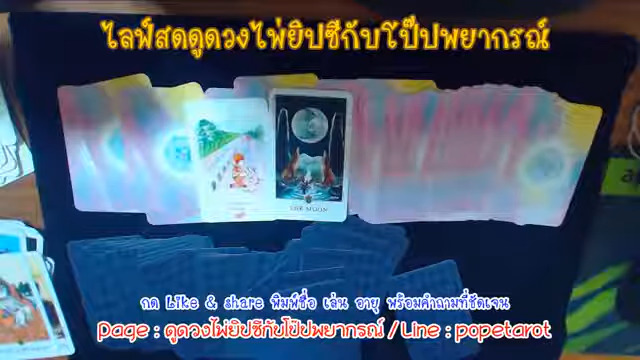 ไลฟ์สดดูดวงไพ่ยิปซีกับโป๊ปพยากรณ์
THE MOON
กด Like & share พิมพ์ชื่อ เล่น อายุ พร้อมคำถามที่ชัดเจน
Page : ดูดวงไพ่ยิปซีกับโป๊ปพยากรณ์ / Line : popetarot